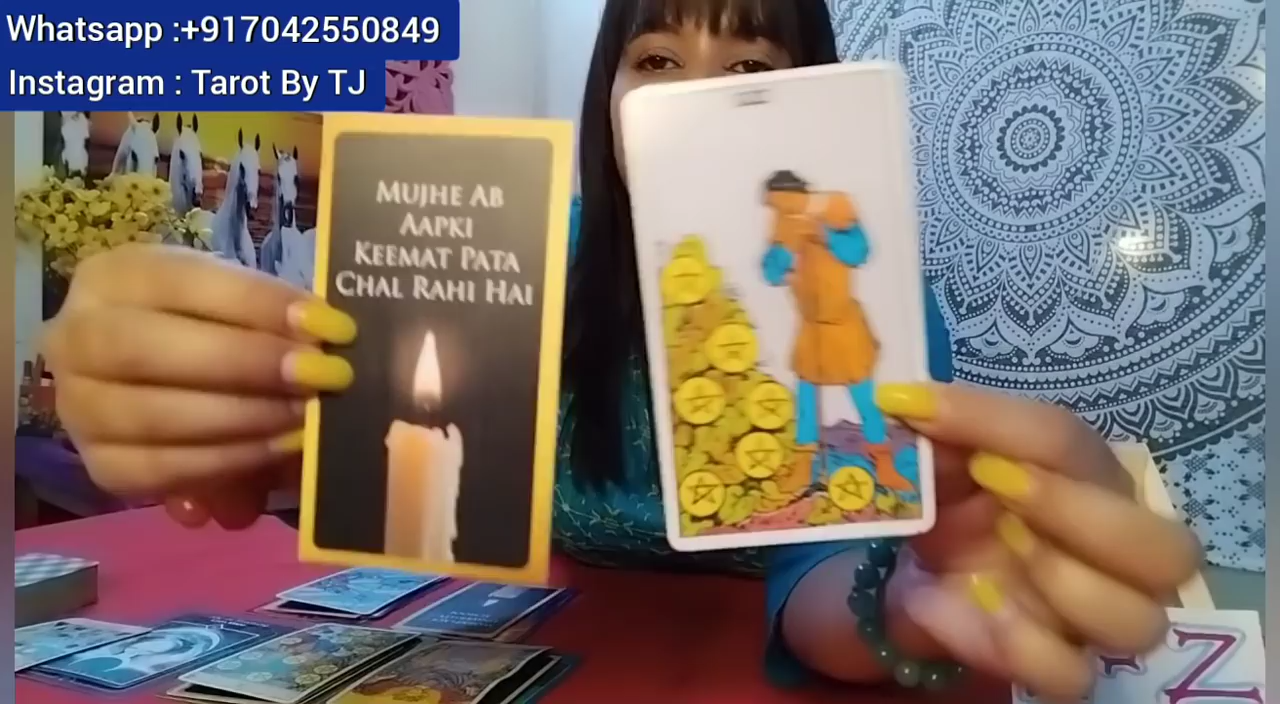 Whatsapp :+917042550849
Instagram : Tarot By TJ
MUJHE AB
AAPKI
KEEMAT PATA
CHAL RAHI HAI
Z